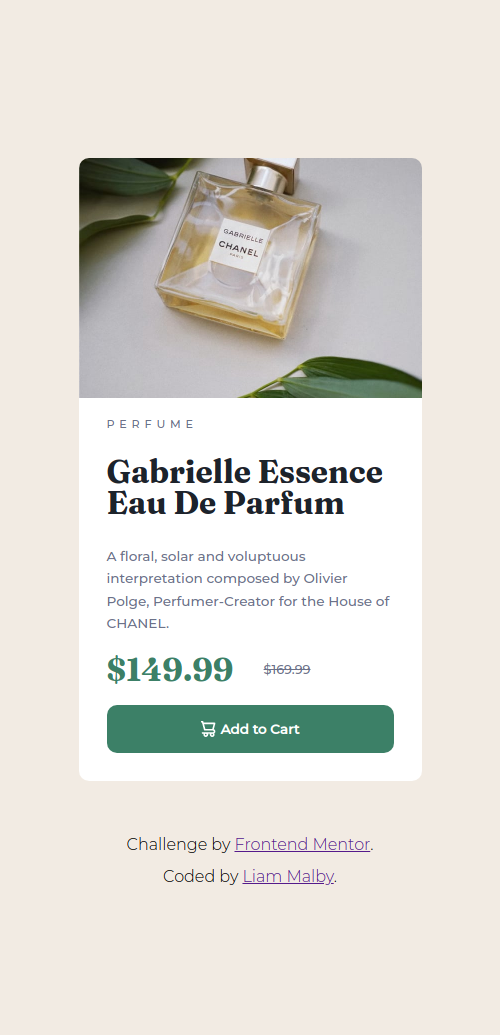 GABRIELLE
CHANEL
PARIS
PERFUME
Gabrielle Essence
Eau De Parfum
A floral, solar and voluptuous
interpretation composed by Olivier
Polge, Perfumer-Creator for the House of
CHANEL.
$149.99 $169.99
Add to Cart
Challenge by Frontend Mentor.
Coded by Liam Malby.